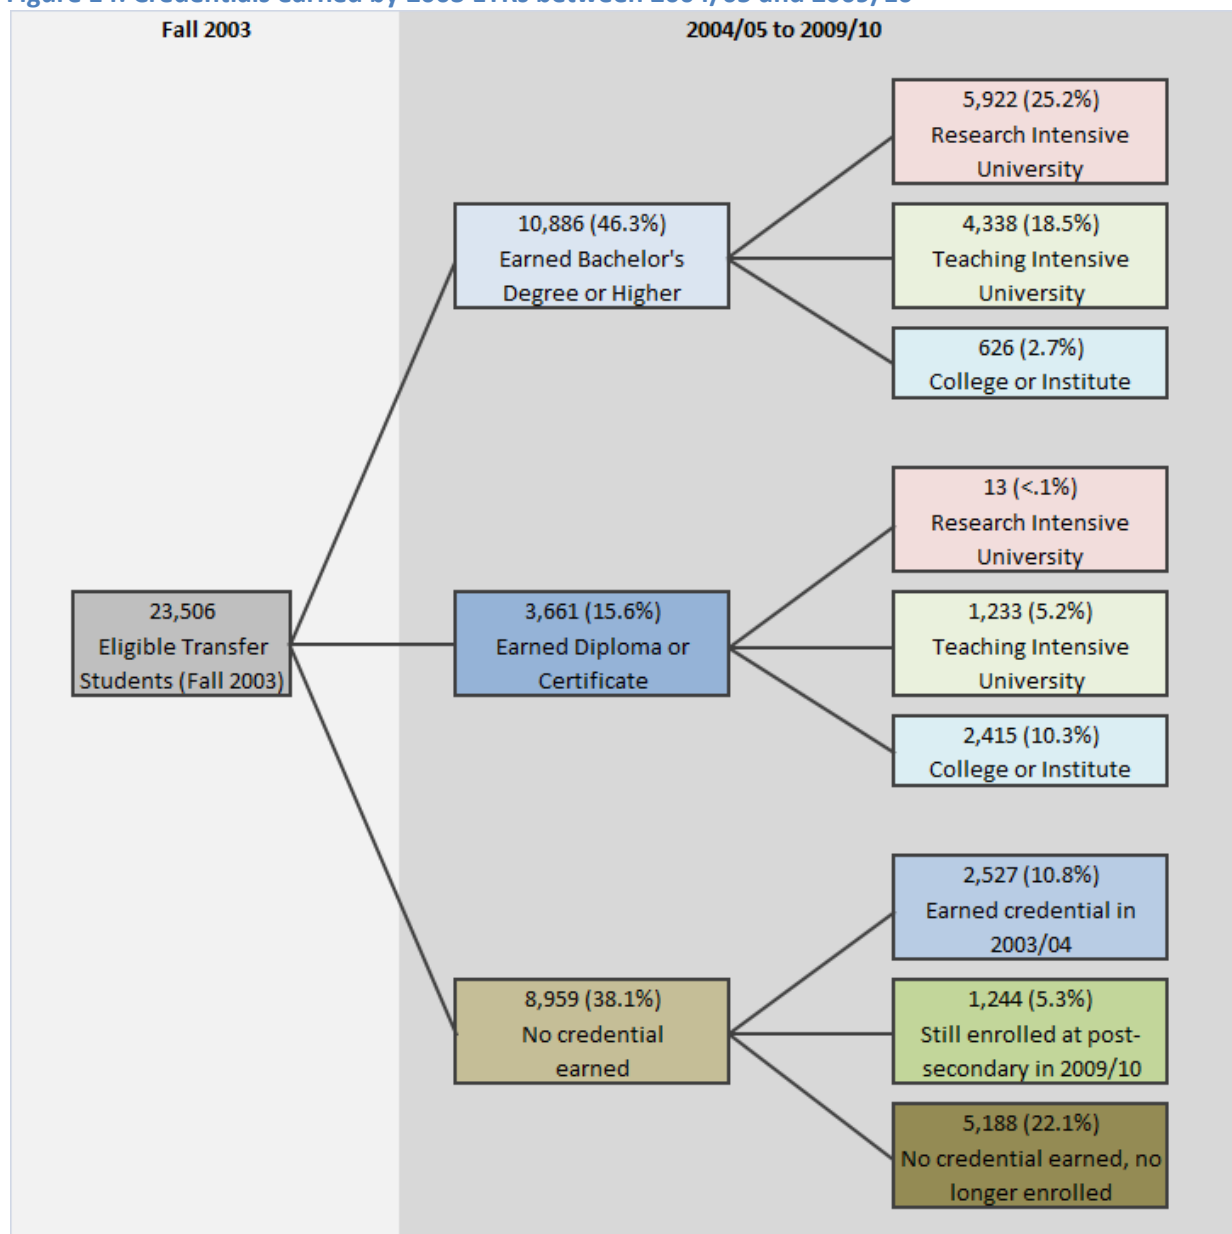 Fall 2003
2004/05 to 2009/10
5,922 (25.2%)
Research Intensive
University
10,886 (46.3%)
Earned Bachelor's
Degree or Higher
4,338 (18.5%)
Teaching Intensive
University
626 (2.7%)
College or Institute
13 (<.1%)
Research Intensive
University
23,506
Eligible Transfer
Students (Fall 2003)
3,661 (15.6%)
Earned Diploma or
Certificate
1,233 (5.2%)
Teaching Intensive
University
2,415 (10.3%)
College or Institute
2,527 (10.8%)
Earned credential in
2003/04
8,959 (38.1%)
No credential
earned
1,244 (5.3%)
Still enrolled at post-
secondary in 2009/10
5,188 (22.1%)
No credential earned, no
longer enrolled